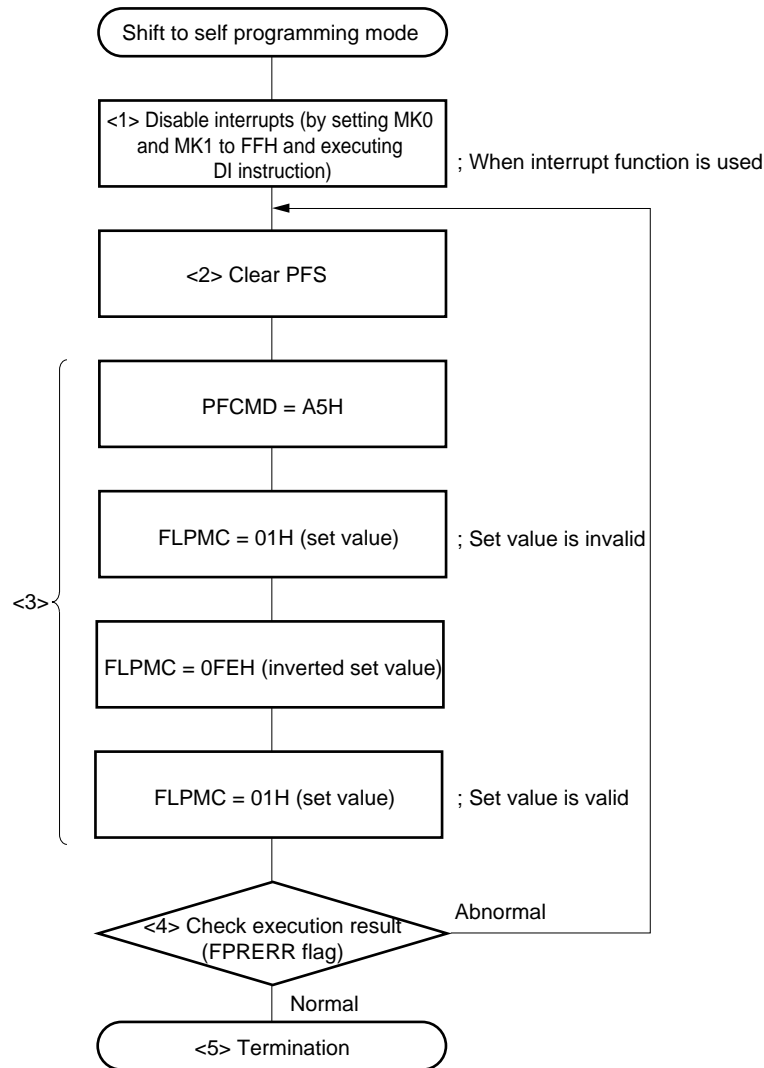 Shift to self programming mode
<1> Disable interrupts (by setting MK0
and MK1 to FFH and executing
DI instruction)
; When interrupt function is used
<2> Clear PFS
PFCMD = A5H
FLPMC = 01H (set value)
; Set value is invalid
<3>
FLPMC = 0FEH (inverted set value)
FLPMC = 01H (set value)
; Set value is valid
<4> Check execution result
(FPRERR flag)
Abnormal
Normal
<5> Termination